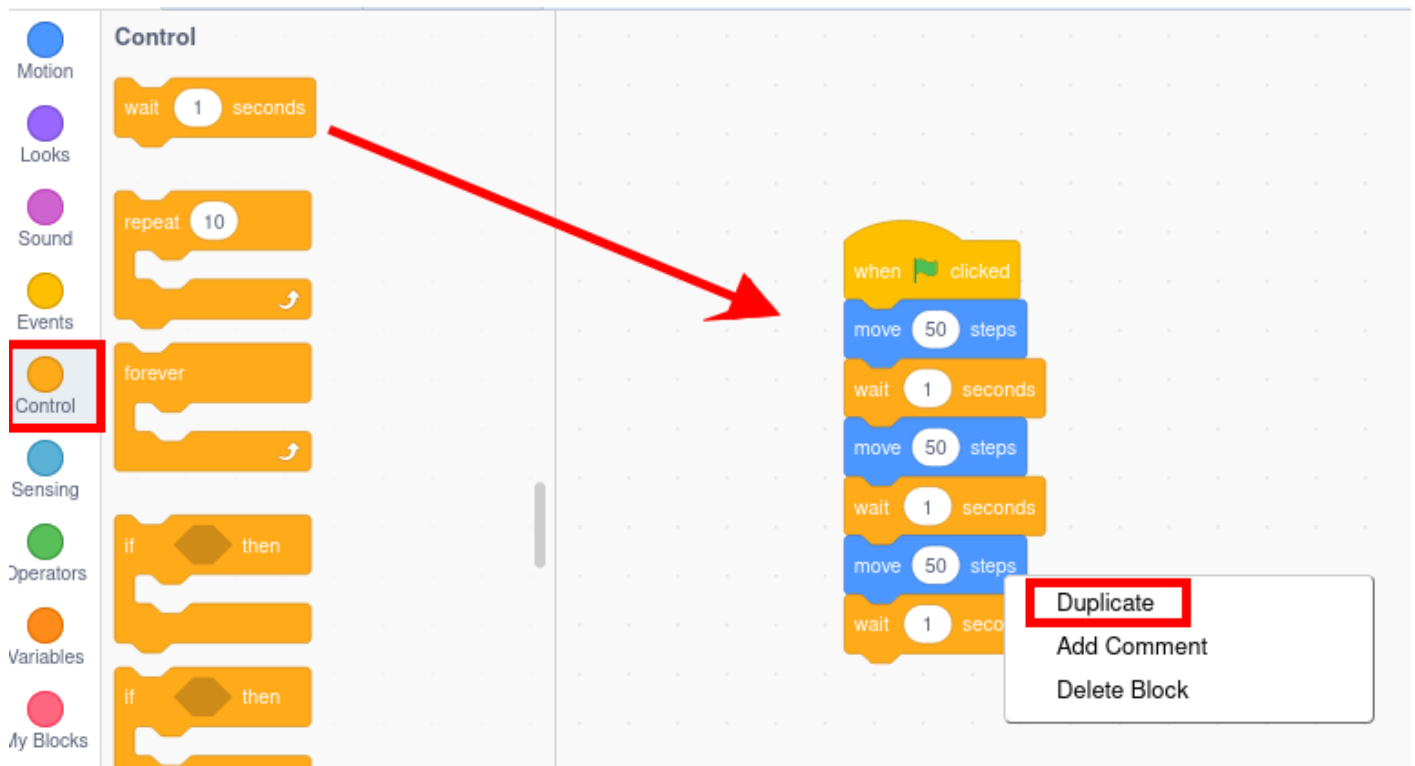 Motion
Looks
Sound
Events
Control
Sensing
Operators
Variables
My Blocks
Control
wait 1 seconds
repeat 10
forever
if then
if then
when clicked
move 50 steps
wait 1 seconds
move 50 steps
wait 1 seconds
move 50 steps
wait 1 seco
Duplicate
Add Comment
Delete Block